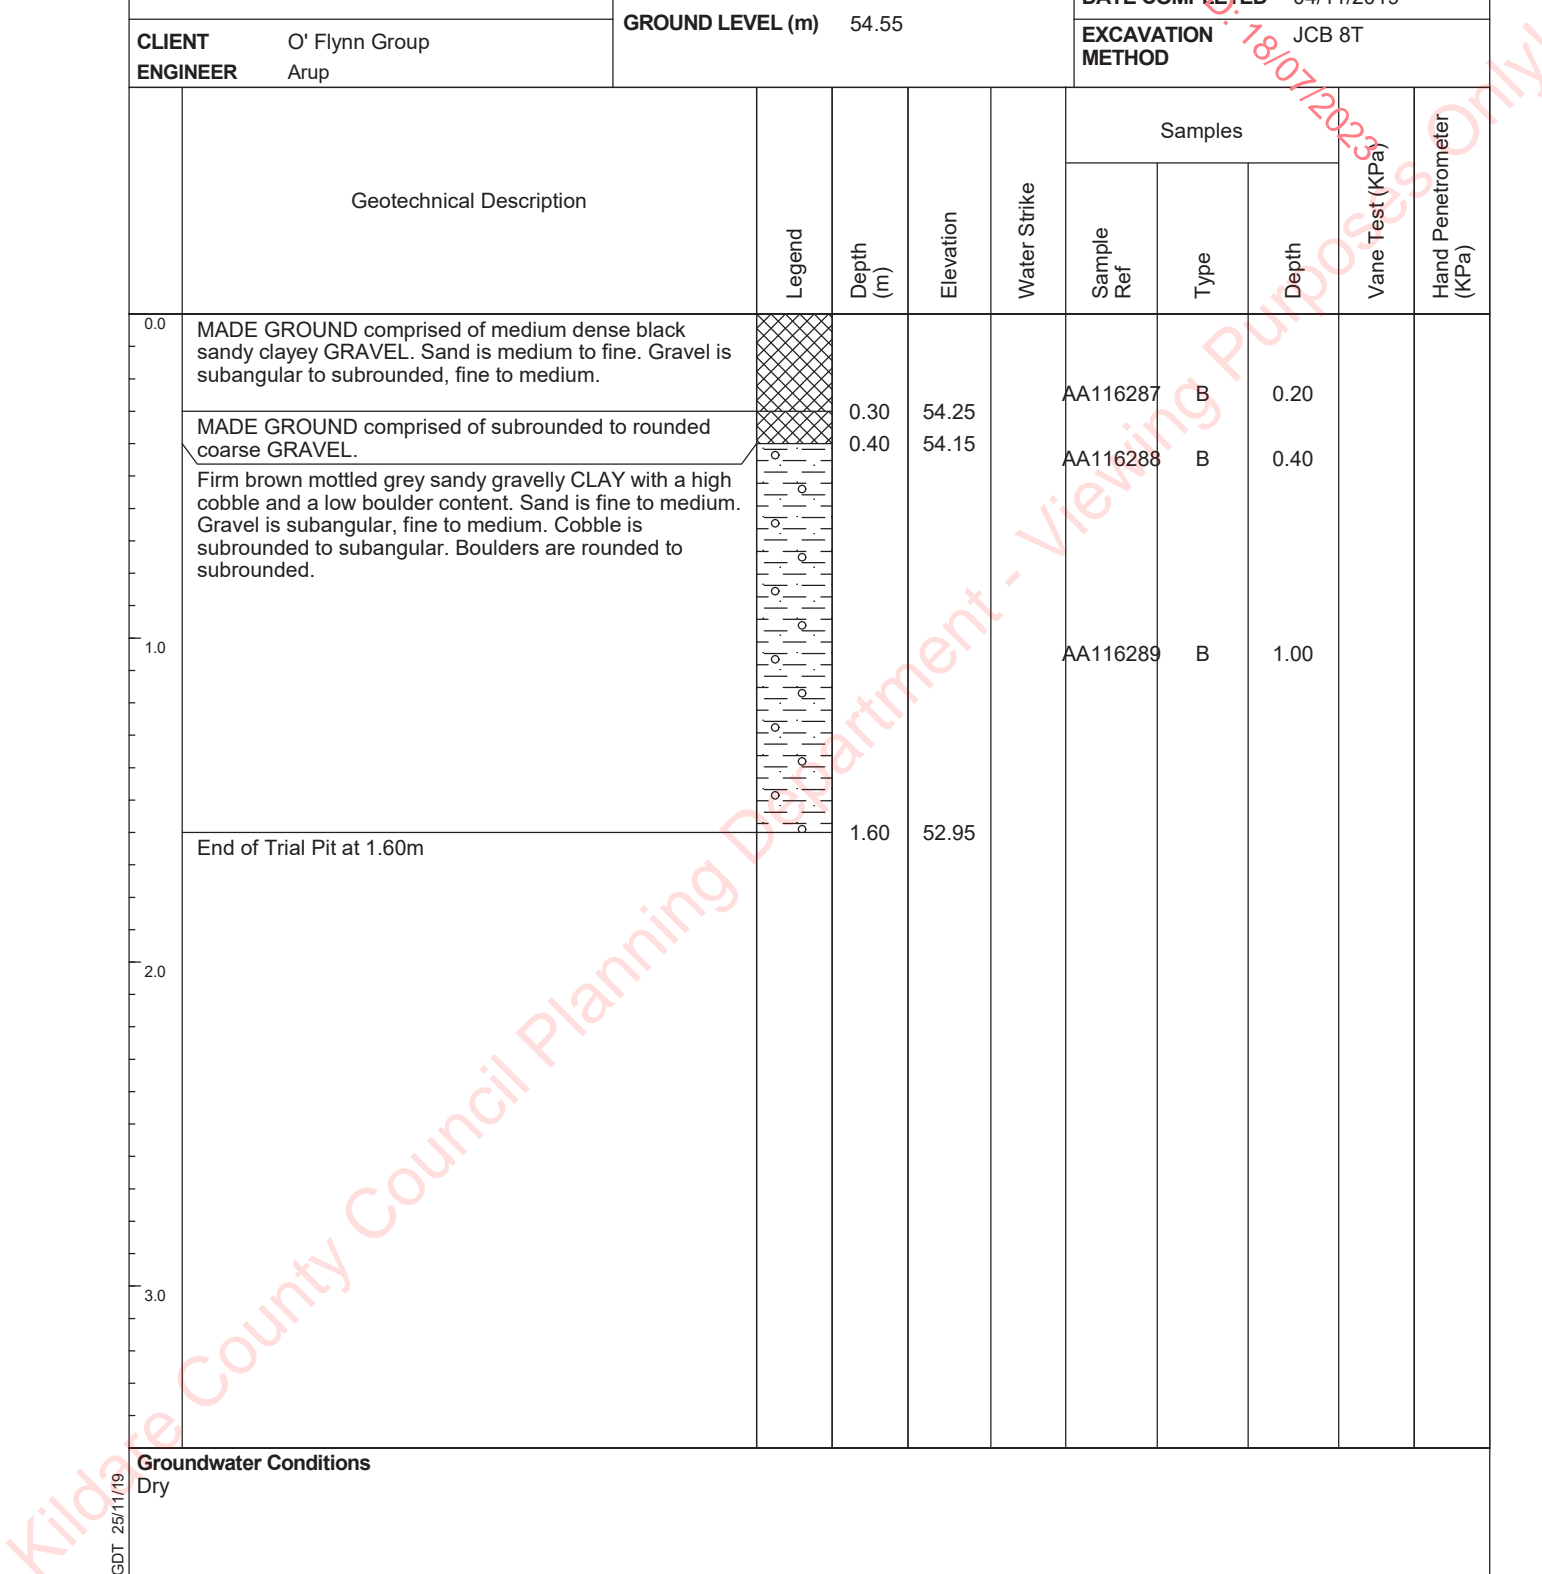 DATE COMPLETED 04/11/2019
GROUND LEVEL (m) 54.55
CLIENT O' Flynn Group
ENGINEER Arup
EXCAVATION METHOD JCB 8T
Geotechnical Description
Legend
Depth (m)
Elevation
Water Strike
Samples
Sample Ref
Type
Depth
Vane Test (KPa)
Hand Penetrometer (KPa)
0.0
MADE GROUND comprised of medium dense black
sandy clayey GRAVEL. Sand is medium to fine. Gravel is
subangular to subrounded, fine to medium.
AA116287 B 0.20
0.30 54.25
MADE GROUND comprised of subrounded to rounded
coarse GRAVEL.
0.40 54.15
AA116288 B 0.40
Firm brown mottled grey sandy gravelly CLAY with a high
cobble and a low boulder content. Sand is fine to medium.
Gravel is subangular, fine to medium. Cobble is
subrounded to subangular. Boulders are rounded to
subrounded.
1.0
AA116289 B 1.00
1.60 52.95
End of Trial Pit at 1.60m
2.0
3.0
Groundwater Conditions
Dry
GDT 25/11/19
Kildare County Council Planning Department - Viewing Purposes Only!
D: 18/07/2023